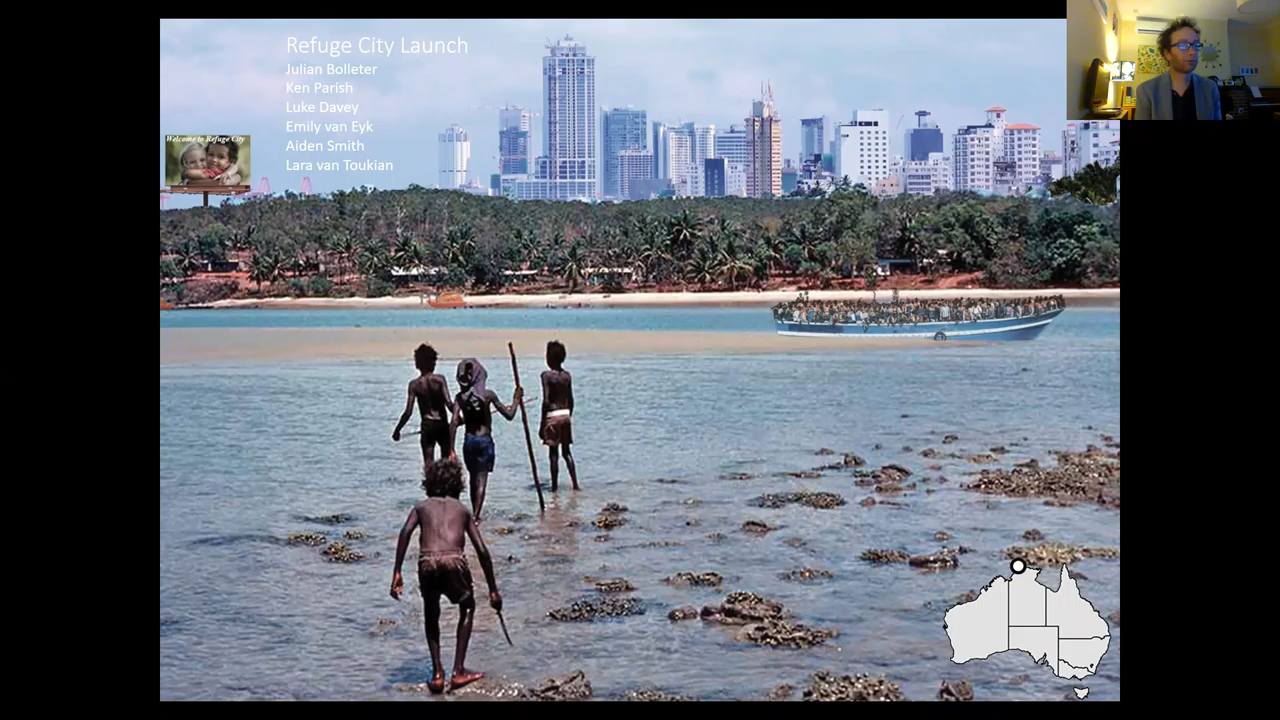 Refuge City Launch
Julian Bolleter
Ken Parish
Luke Davey
Emily van Eyk
Aiden Smith
Lara van Toukian
Welcome to Refuge City